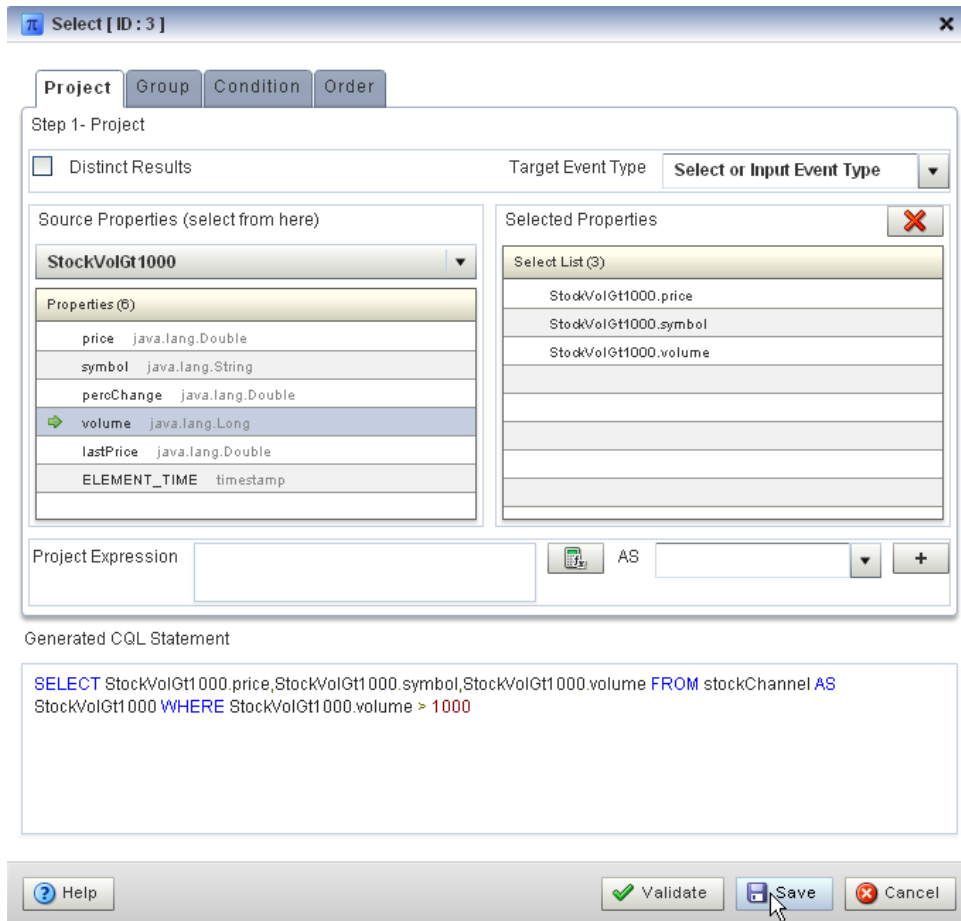 π Select [ ID : 3 ]
Project Group Condition Order
Step 1- Project
Distinct Results Target Event Type Select or Input Event Type
Source Properties (select from here) Selected Properties
StockVolGt1000 Select List (3)
Properties (6) StockVolGt1000.price
price java.lang.Double StockVolGt1000.symbol
symbol java.lang.String StockVolGt1000.volume
percChange java.lang.Double
volume java.lang.Long
lastPrice java.lang.Double
ELEMENT_TIME timestamp
Project Expression fx AS +
Generated CQL Statement
SELECT StockVolGt1000.price,StockVolGt1000.symbol,StockVolGt1000.volume FROM stockChannel AS
StockVolGt1000 WHERE StockVolGt1000.volume > 1000
? Help Validate Save Cancel